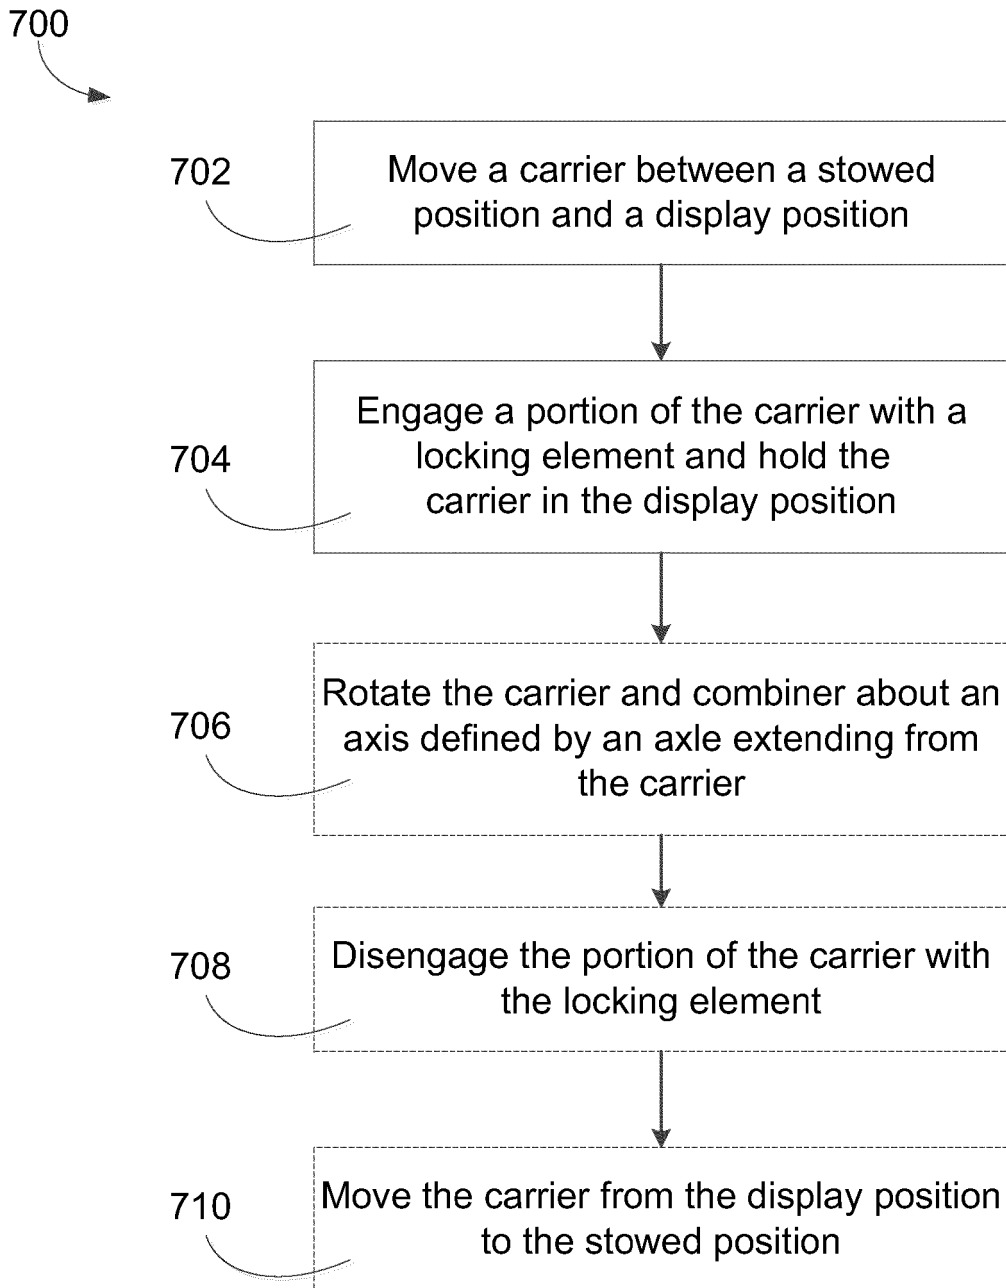 700
702
Move a carrier between a stowed
position and a display position
704
Engage a portion of the carrier with a
locking element and hold the
carrier in the display position
706
Rotate the carrier and combiner about an
axis defined by an axle extending from
the carrier
708
Disengage the portion of the carrier with
the locking element
710
Move the carrier from the display position
to the stowed position